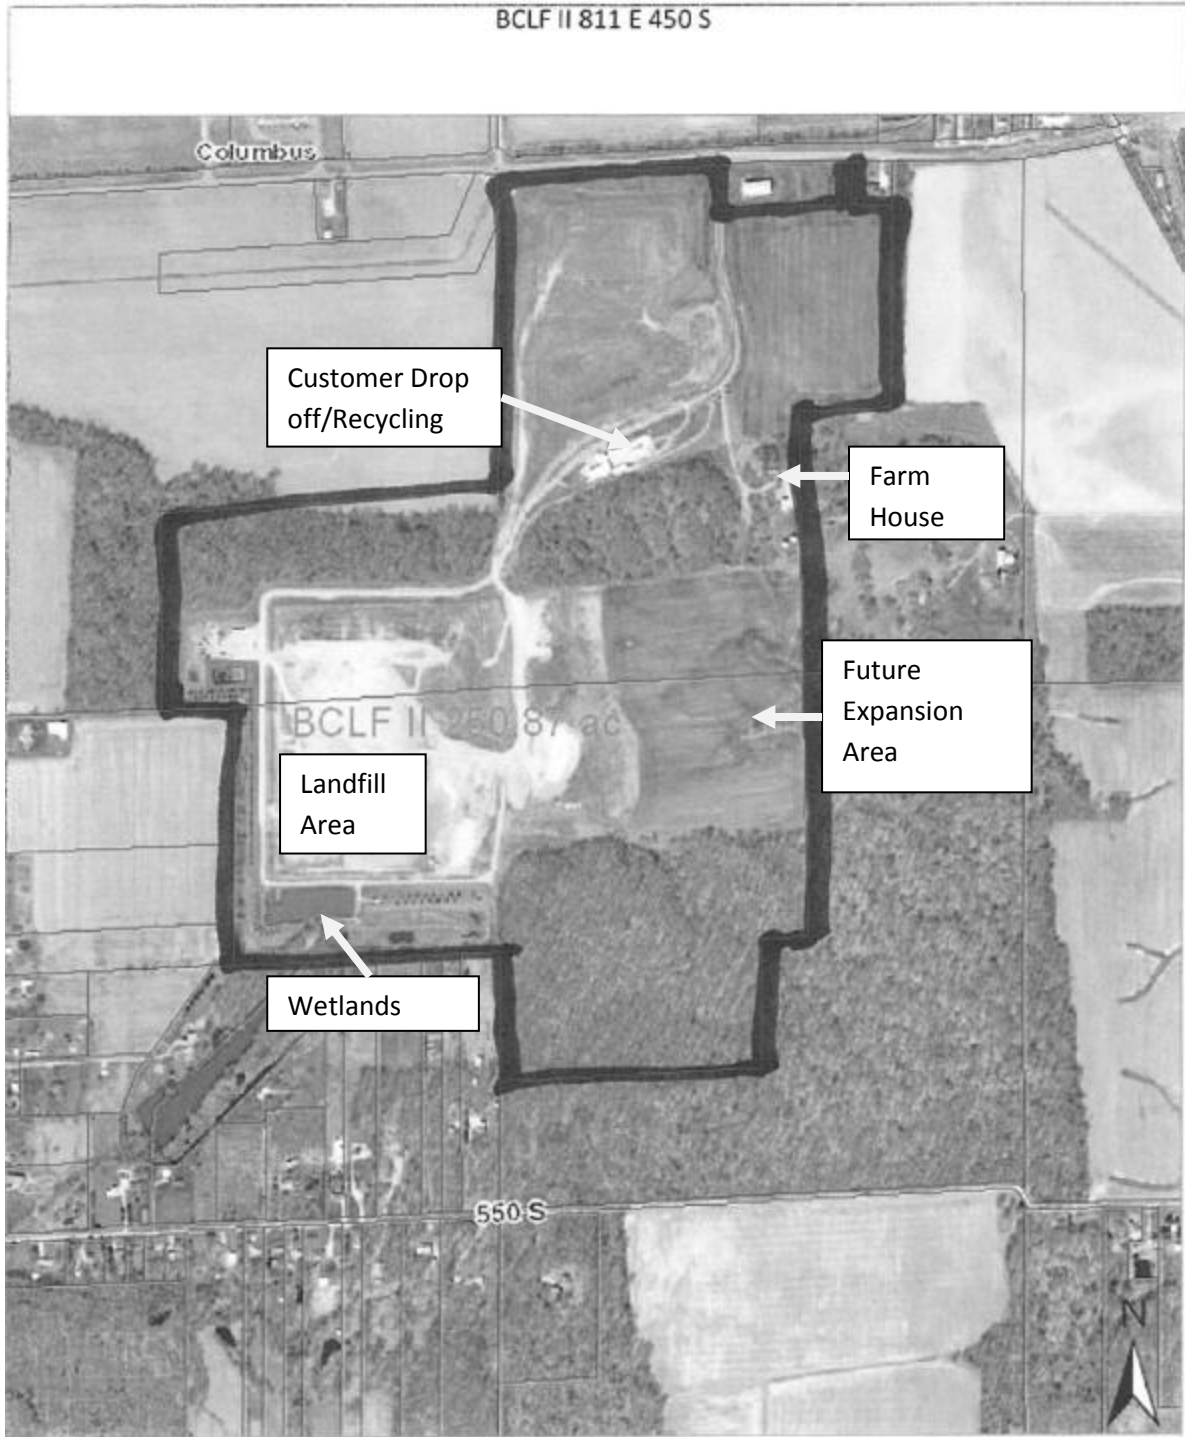 BCLF II 811 E 450 S
Columbus
Customer Drop
off/Recycling
Farm
House
Future
Expansion
Area
BCLF II 250.87 ac
Landfill
Area
Wetlands
550 S
N